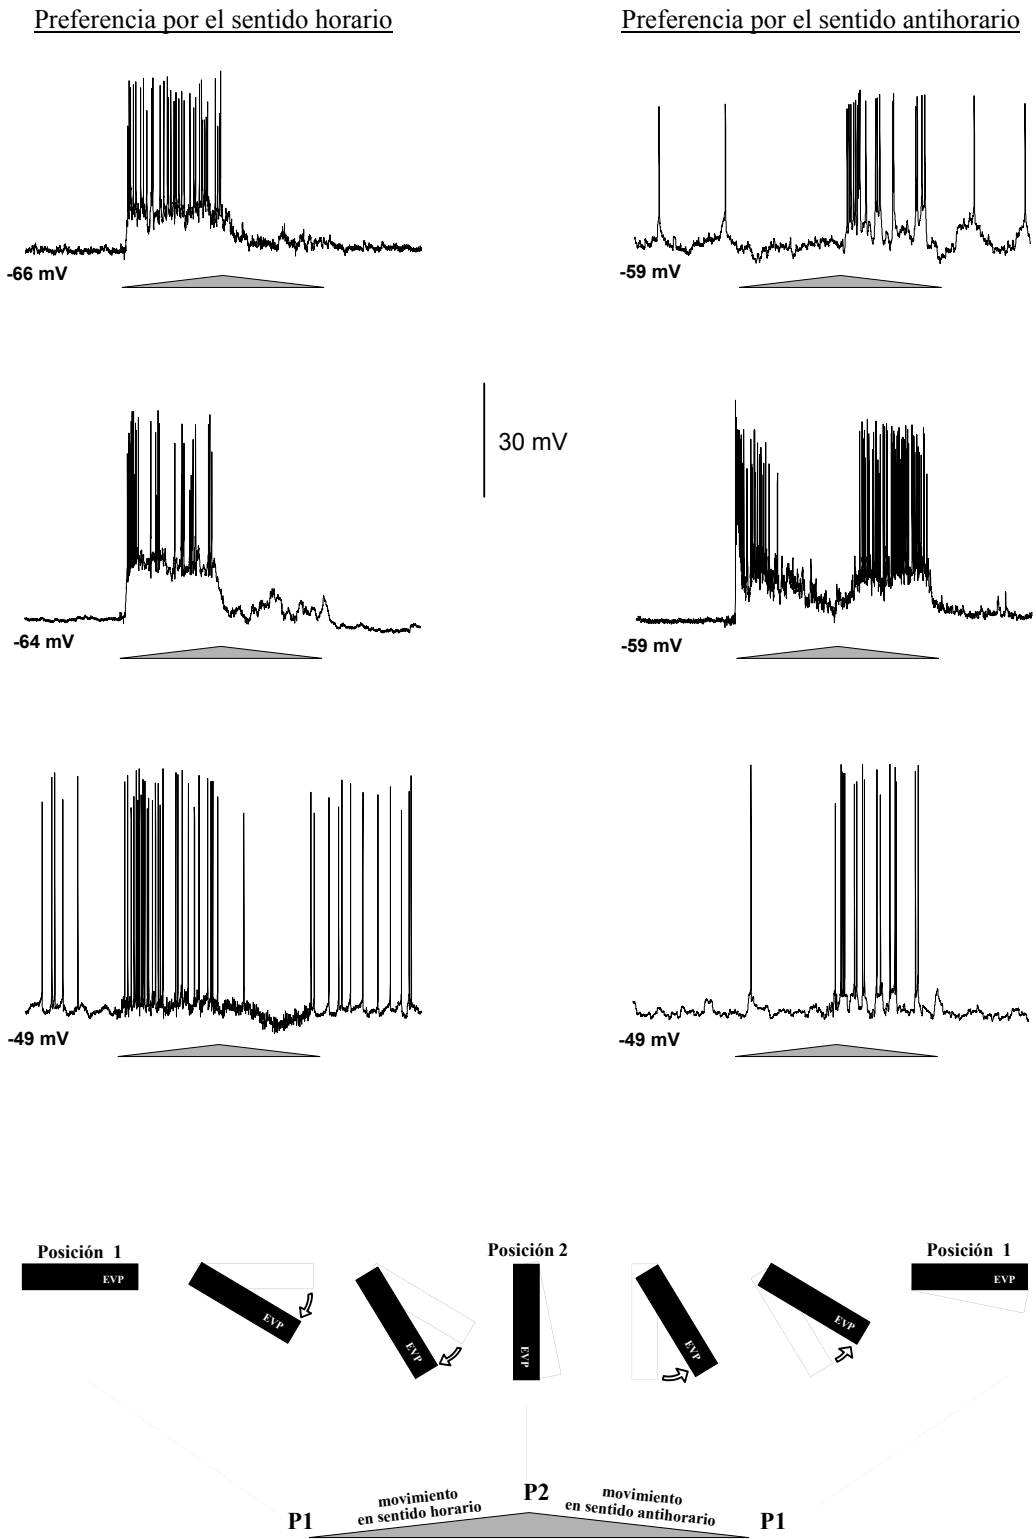 Preferencia por el sentido horario
Preferencia por el sentido antihorario
-66 mV
-59 mV
30 mV
-64 mV
-59 mV
-49 mV
-49 mV
Posición 1
Posición 2
Posición 1
EVP
EVP
EVP
EVP
EVP
EVP
EVP
P1
movimiento
en sentido horario
P2
movimiento
en sentido antihorario
P1